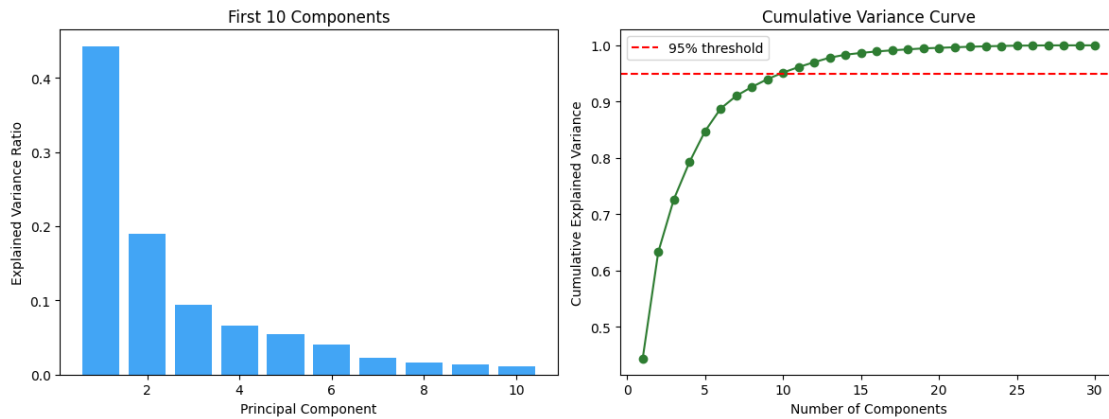 First 10 Components
Explained Variance Ratio
0.4
0.3
0.2
0.1
0.0
2 4 6 8 10
Principal Component
Cumulative Variance Curve
95% threshold
Cumulative Explained Variance
1.0
0.9
0.8
0.7
0.6
0.5
0 5 10 15 20 25 30
Number of Components